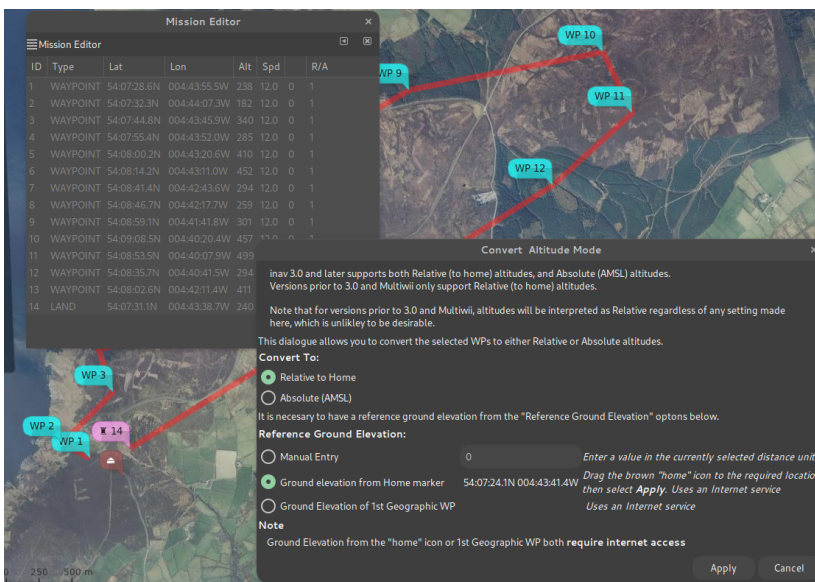 Mission Editor ×
Mission Editor
ID Type Lat Lon Alt Spd R/A
1 WAYPOINT 54:07:28.6N 004:43:55.5W 238 12.0 0 1
2 WAYPOINT 54:07:32.3N 004:44:07.3W 182 12.0 0 1
3 WAYPOINT 54:07:44.8N 004:43:45.9W 340 12.0 0 1
4 WAYPOINT 54:07:55.4N 004:43:52.0W 285 12.0 0 1
5 WAYPOINT 54:08:00.2N 004:43:20.6W 410 12.0 0 1
6 WAYPOINT 54:08:14.2N 004:43:11.0W 452 12.0 0 1
7 WAYPOINT 54:08:41.4N 004:42:43.6W 294 12.0 0 1
8 WAYPOINT 54:08:46.7N 004:42:17.7W 259 12.0 0 1
9 WAYPOINT 54:08:59.1N 004:41:41.8W 301 12.0 0 1
10 WAYPOINT 54:09:08.5N 004:40:20.4W 457 12.0 0 1
11 WAYPOINT 54:08:53.5N 004:40:07.9W 499
12 WAYPOINT 54:08:35.7N 004:40:41.5W 294
13 WAYPOINT 54:08:02.6N 004:42:11.4W 411
14 LAND 54:07:31.1N 004:43:38.7W 240
WP 9
WP 10
WP 11
WP 12
WP 3
WP 2
WP 1
14
0 250 500 m
Convert Altitude Mode
inav 3.0 and later supports both Relative (to home) altitudes, and Absolute (AMSL) altitudes.
Versions prior to 3.0 and Multiwii only support Relative (to home) altitudes.
Note that for versions prior to 3.0 and Multiwii, altitudes will be interpreted as Relative regardless of any setting made
here, which is unlikley to be desirable.
This dialogue allows you to convert the selected WPs to either Relative or Absolute altitudes.
Convert To:
Relative to Home
Absolute (AMSL)
It is necesary to have a reference ground elevation from the "Reference Ground Elevation" optons below.
Reference Ground Elevation:
Manual Entry 0 Enter a value in the currently selected distance unit
Ground elevation from Home marker 54:07:24.1N 004:43:41.4W Drag the brown "home" icon to the required locatio
then select Apply. Uses an Internet service
Ground Elevation of 1st Geographic WP Uses an Internet service
Note
Ground Elevation from the "home" icon or 1st Geographic WP both require internet access
Apply Cancel